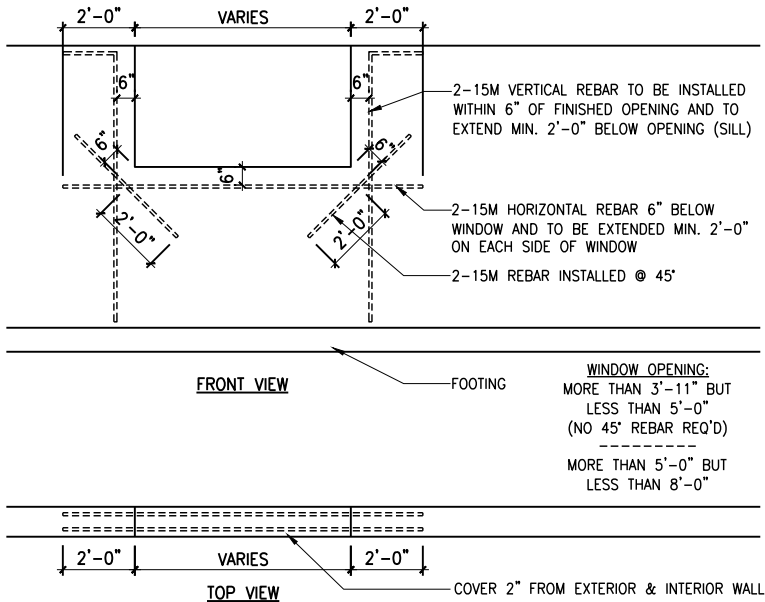 2'-0" VARIES 2'-0"
6" 6"
2-15M VERTICAL REBAR TO BE INSTALLED
WITHIN 6" OF FINISHED OPENING AND TO
EXTEND MIN. 2'-0" BELOW OPENING (SILL)
6" 6" 6"
2'-0" 2'-0"
2-15M HORIZONTAL REBAR 6" BELOW
WINDOW AND TO BE EXTENDED MIN. 2'-0"
ON EACH SIDE OF WINDOW
2-15M REBAR INSTALLED @ 45°
FRONT VIEW
FOOTING
WINDOW OPENING:
MORE THAN 3'-11" BUT
LESS THAN 5'-0"
(NO 45° REBAR REQ'D)
----------
MORE THAN 5'-0" BUT
LESS THAN 8'-0"
2'-0" VARIES 2'-0"
TOP VIEW
COVER 2" FROM EXTERIOR & INTERIOR WALL